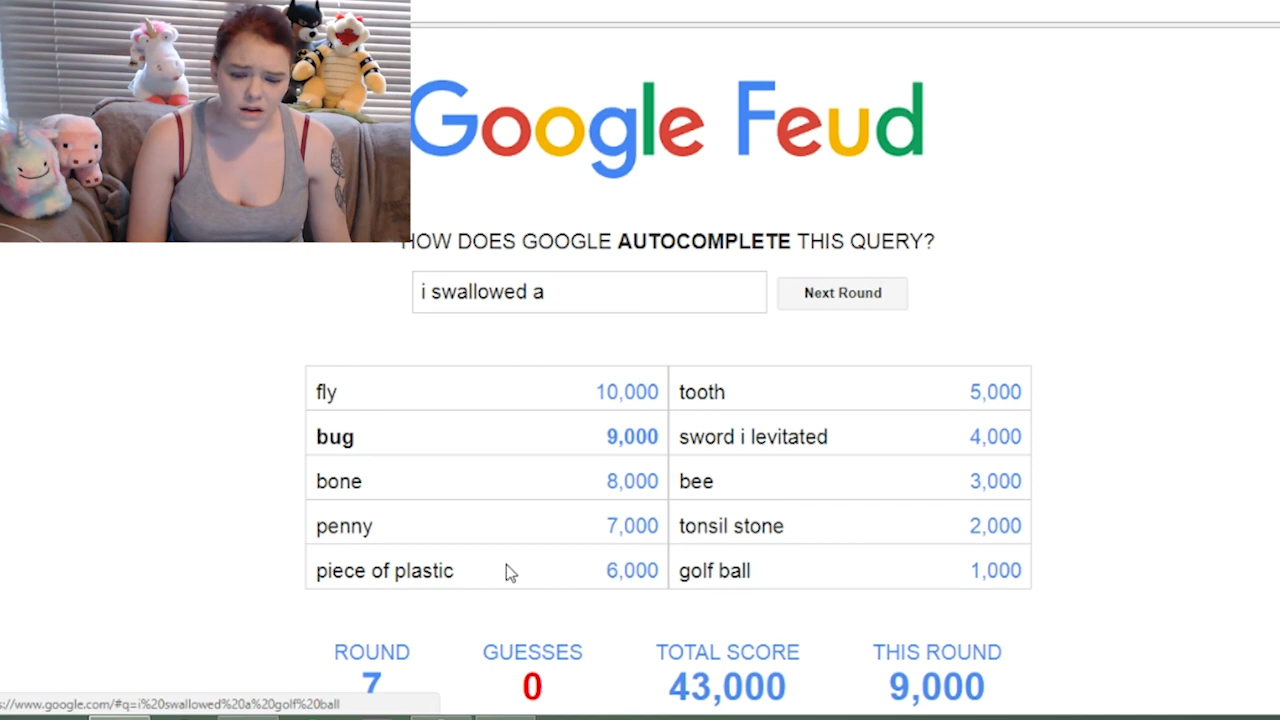 Google Feud
HOW DOES GOOGLE AUTOCOMPLETE THIS QUERY?
i swallowed a
Next Round
fly 10,000 tooth 5,000
bug 9,000 sword i levitated 4,000
bone 8,000 bee 3,000
penny 7,000 tonsil stone 2,000
piece of plastic 6,000 golf ball 1,000
ROUND GUESSES TOTAL SCORE THIS ROUND
7 0 43,000 9,000
s://www.google.com/#q=i%20swallowed%20a%20golf%20ball